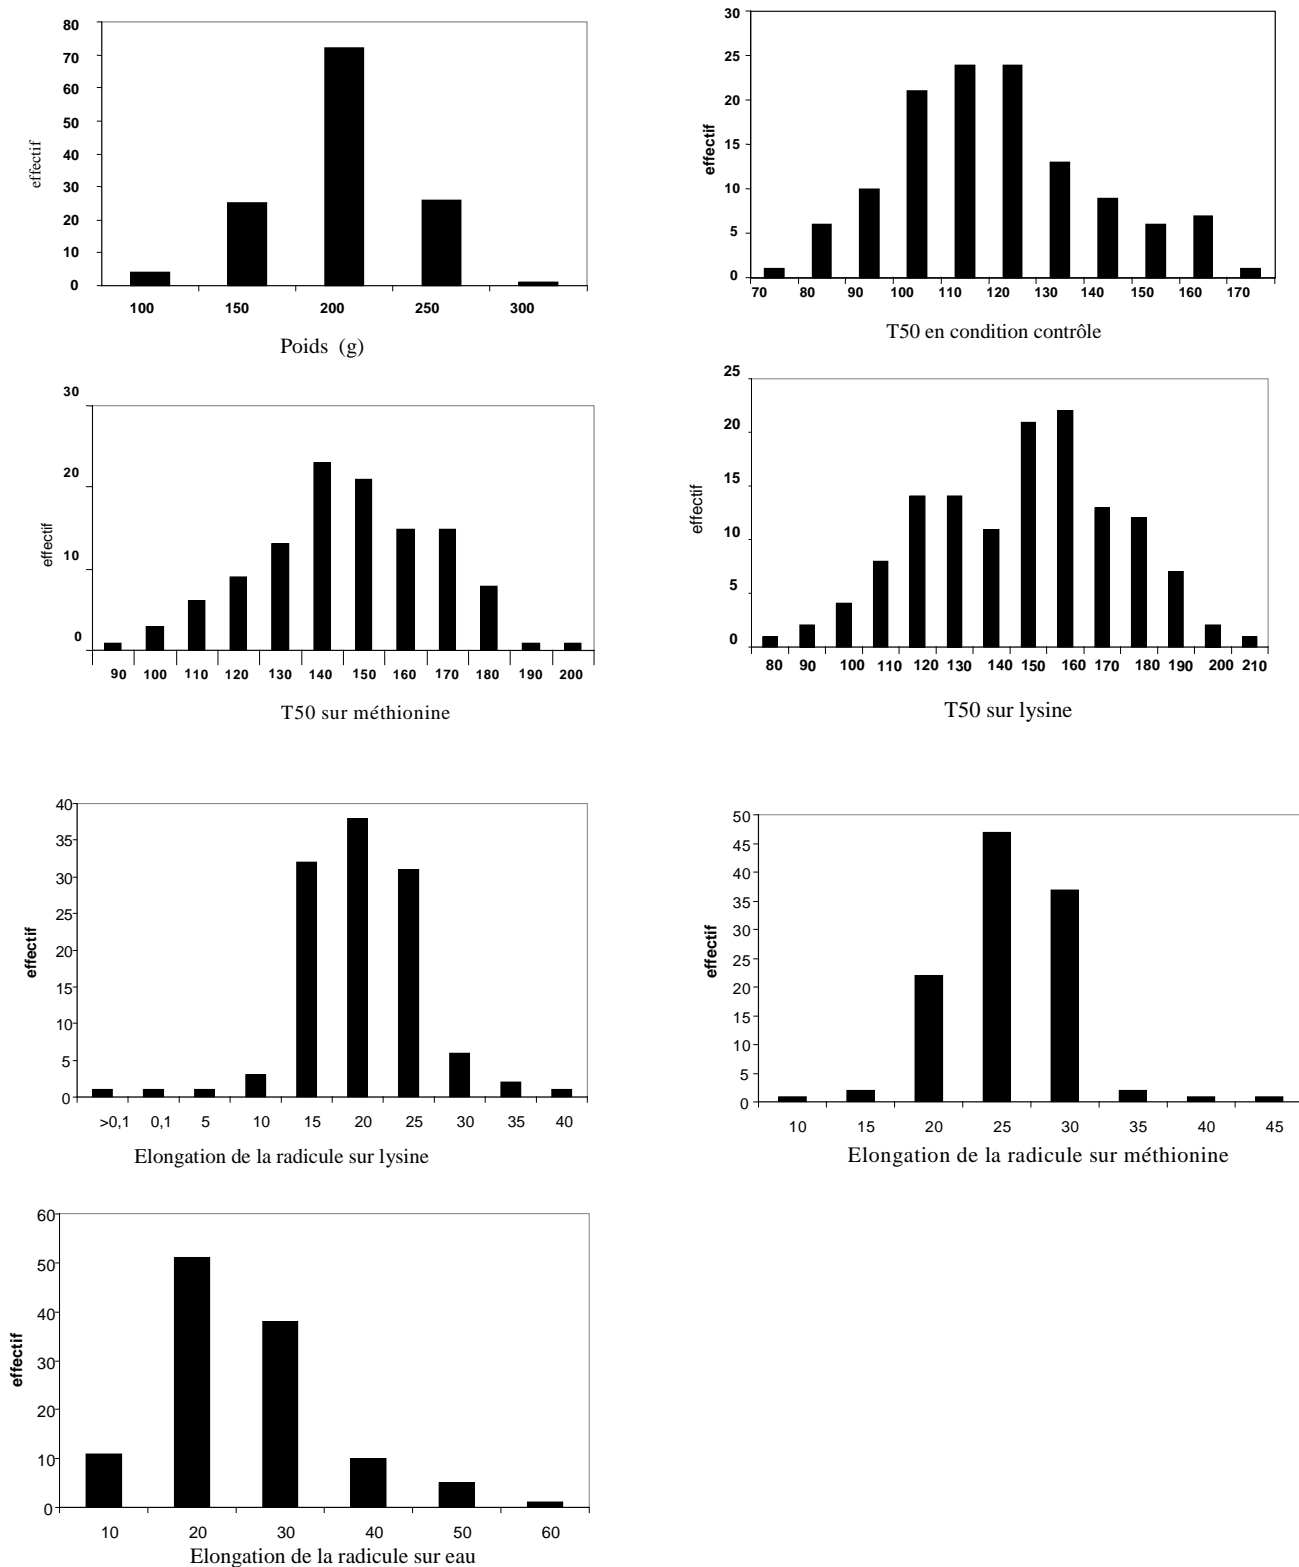 80
70
60
50
40
30
20
10
0
effectif
100 150 200 250 300
Poids (g)
30
25
20
15
10
5
0
effectif
70 80 90 100 110 120 130 140 150 160 170
T50 en condition contrôle
30
20
10
0
effectif
90 100 110 120 130 140 150 160 170 180 190 200
T50 sur méthionine
25
20
15
10
5
0
effectif
80 90 100 110 120 130 140 150 160 170 180 190 200 210
T50 sur lysine
40
35
30
25
20
15
10
5
0
effectif
>0,1 0,1 5 10 15 20 25 30 35 40
Elongation de la radicule sur lysine
50
45
40
35
30
25
20
15
10
5
0
effectif
10 15 20 25 30 35 40 45
Elongation de la radicule sur méthionine
60
50
40
30
20
10
0
effectif
10 20 30 40 50 60
Elongation de la radicule sur eau